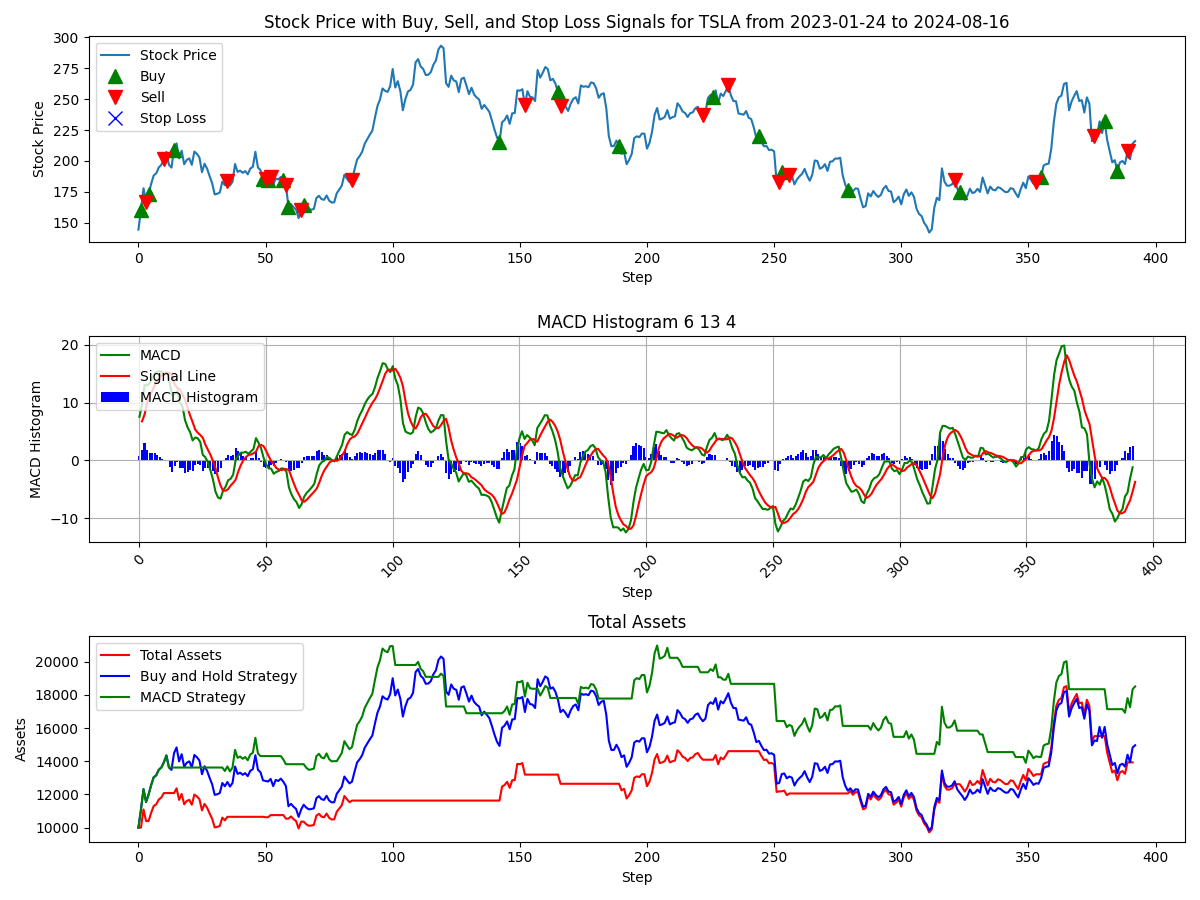 Stock Price with Buy, Sell, and Stop Loss Signals for TSLA from 2023-01-24 to 2024-08-16
300
275
250
225
200
175
150
Stock Price
Stock Price
Buy
Sell
Stop Loss
0 50 100 150 200 250 300 350 400
Step
MACD Histogram 6 13 4
20
10
0
−10
MACD Histogram
MACD
Signal Line
MACD Histogram
0 50 100 150 200 250 300 350 400
Step
Total Assets
20000
18000
16000
14000
12000
10000
Assets
Total Assets
Buy and Hold Strategy
MACD Strategy
0 50 100 150 200 250 300 350 400
Step